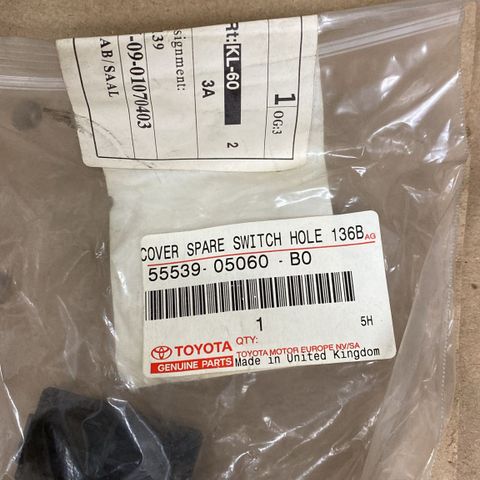 Rt: KL-60
1
OG:3
signment:
3A
2
39
-09-01070403
AB/SAAL
COVER SPARE SWITCH HOLE 136B AG
55539-05060-B0
1
5H
QTY:
TOYOTA
TOYOTA MOTOR EUROPE NV/SA
GENUINE PARTS
Made in United Kingdom